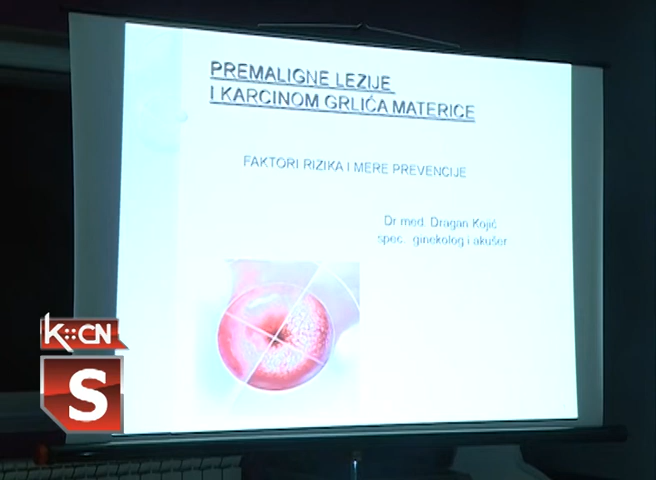 PREMALIGNE LEZIJE
I KARCINOM GRLIĆA MATERICE
FAKTORI RIZIKA I MERE PREVENCIJE
Dr med. Dragan Kojić
spec. ginekolog i akušer
K::CN
S